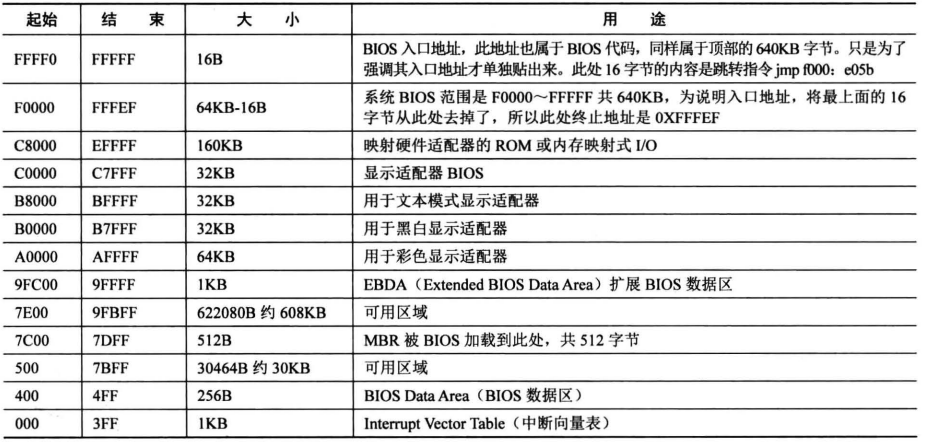 起始 结 束 大 小 用 途
FFFF0 FFFFF 16B BIOS 入口地址，此地址也属于 BIOS 代码，同样属于顶部的 640KB 字节。只是为了
强调其入口地址才单独贴出来。此处 16 字节的内容是跳转指令 jmp f000：e05b
F0000 FFFEF 64KB-16B 系统 BIOS 范围是 F0000～FFFFF 共 640KB，为说明入口地址，将最上面的 16
字节从此处去掉了，所以此处终止地址是 0XFFFEF
C8000 EFFFF 160KB 映射硬件适配器的 ROM 或内存映射式 I/O
C0000 C7FFF 32KB 显示适配器 BIOS
B8000 BFFFF 32KB 用于文本模式显示适配器
B0000 B7FFF 32KB 用于黑白显示适配器
A0000 AFFFF 64KB 用于彩色显示适配器
9FC00 9FFFF 1KB EBDA（Extended BIOS Data Area）扩展 BIOS 数据区
7E00 9FBFF 622080B 约 608KB 可用区域
7C00 7DFF 512B MBR 被 BIOS 加载到此处，共 512 字节
500 7BFF 30464B 约 30KB 可用区域
400 4FF 256B BIOS Data Area（BIOS 数据区）
000 3FF 1KB Interrupt Vector Table（中断向量表）